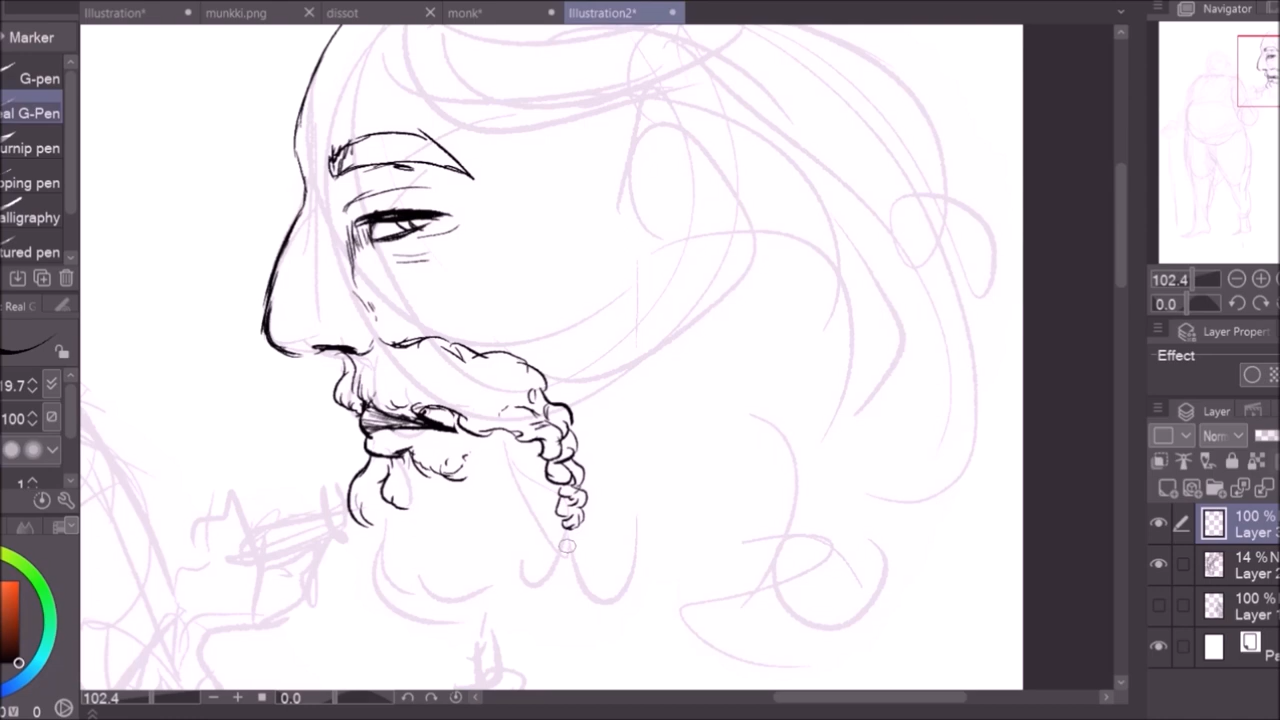 Illustration*
munkki.png
dissot
monk*
Illustration2*
Navigator
Marker
G-pen
eal G-Pen
urnip pen
pping pen
alligraphy
tured pen
: Real G
19.7
100
1
0
102.4
0.0
102.4
0.0
Layer Propert
Effect
Layer
Norm
100 %
Layer 3
14 % N
Layer 2
100 %
Layer
Pa